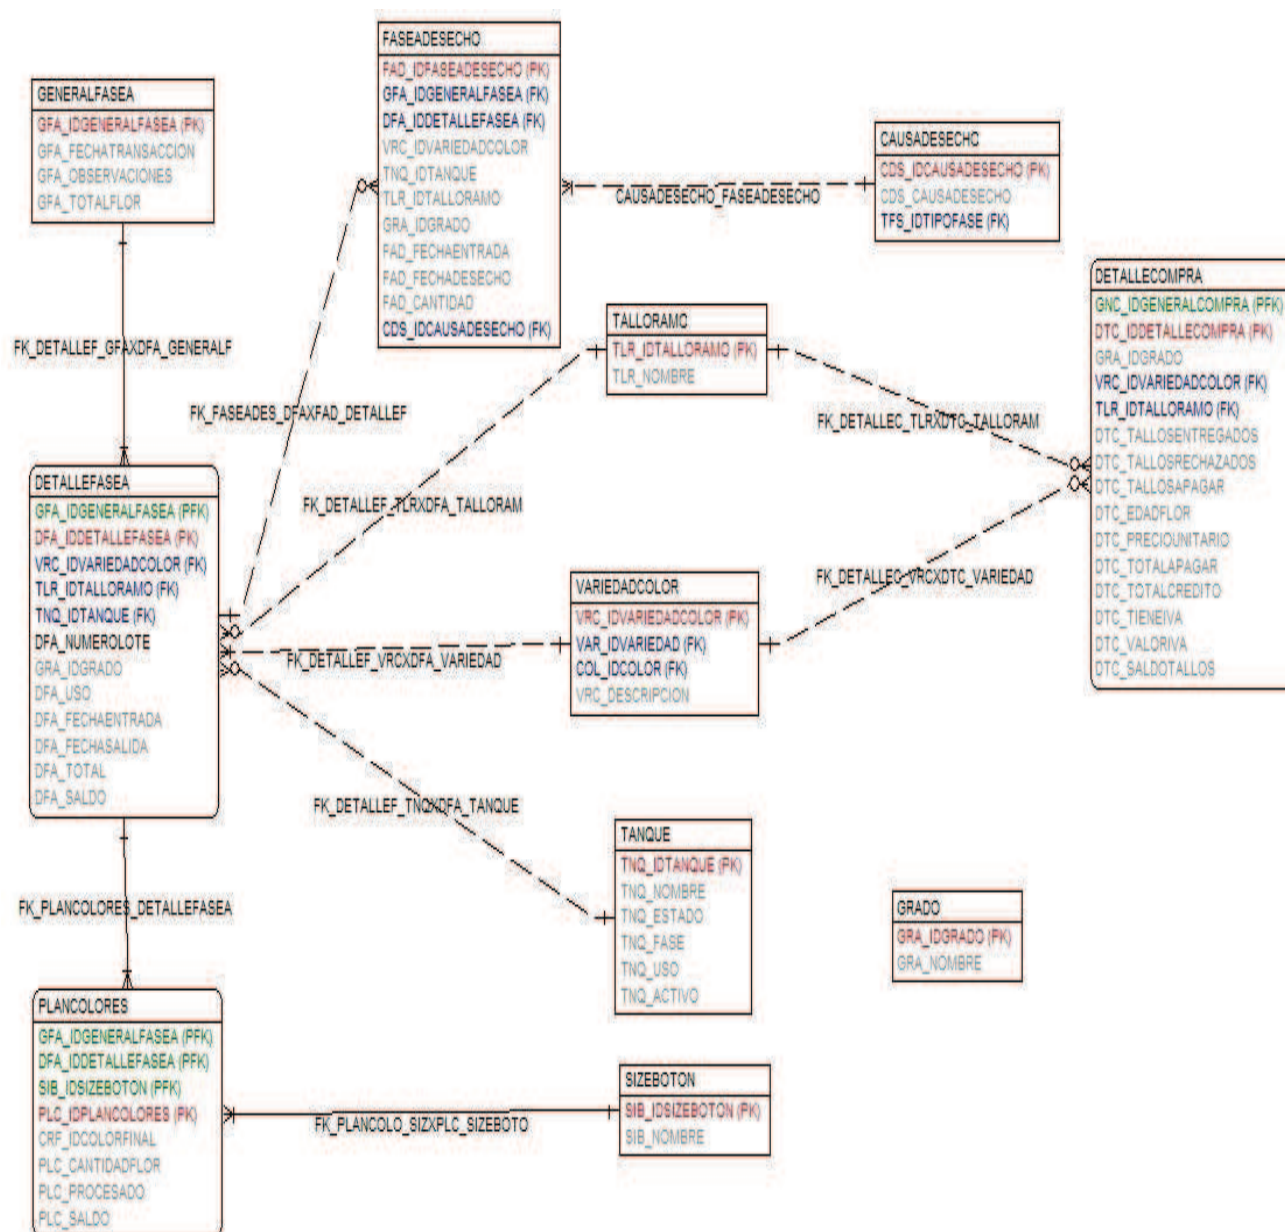 FASEADESECHO
FAD_IDFASEADESECHO (PK)
GFA_IDGENERALFASEA (FK)
DFA_IDDETALLEFASEA (FK)
VRC_IDVARIEDADCOLOR
TNQ_IDTANQUE
TLR_IDTALLORAMO
GRA_IDGRADO
FAD_FECHAENTRADA
FAD_FECHADESECHO
FAD_CANTIDAD
CDS_IDCAUSADESECHO (FK)
GENERALFASEA
GFA_IDGENERALFASEA (PK)
GFA_FECHATRANSACCION
GFA_OBSERVACIONES
GFA_TOTALFLOR
CAUSADESECHO
CDS_IDCAUSADESECHO (PK)
CDS_CAUSADESECHO
TFS_IDTIPOFASE (FK)
CAUSADESECHO_FASEADESECHO
DETALLECOMPRA
GNC_IDGENERALCOMPRA (PFK)
DTC_IDDETALLECOMPRA (PK)
GRA_IDGRADO
VRC_IDVARIEDADCOLOR (FK)
TLR_IDTALLORAMO (FK)
DTC_TALLOSENTREGADOS
DTC_TALLOSRECHAZADOS
DTC_TALLOSAPAGAR
DTC_EDADFLOR
DTC_PRECIOUNITARIO
DTC_TOTALAPAGAR
DTC_TOTALCREDITO
DTC_TIENEIVA
DTC_VALORIVA
DTC_SALDOTALLOS
TALLORAMO
TLR_IDTALLORAMO (PK)
TLR_NOMBRE
FK_DETALLEF_GFAXDFA_GENERALF
FK_FASEADES_DFAXFAD_DETALLEF
FK_DETALLEC_TLRXDTC_TALLORAM
FK_DETALLEF_TLRXDFA_TALLORAM
DETALLEFASEA
GFA_IDGENERALFASEA (PFK)
DFA_IDDETALLEFASEA (PK)
VRC_IDVARIEDADCOLOR (FK)
TLR_IDTALLORAMO (FK)
TNQ_IDTANQUE (FK)
DFA_NUMEROLOTE
GRA_IDGRADO
DFA_USO
DFA_FECHAENTRADA
DFA_FECHASALIDA
DFA_TOTAL
DFA_SALDO
FK_DETALLEC_VRCXDTC_VARIEDAD
VARIEDADCOLOR
VRC_IDVARIEDADCOLOR (PK)
VAR_IDVARIEDAD (FK)
COL_IDCOLOR (FK)
VRC_DESCRIPCION
FK_DETALLEF_VRCXDFA_VARIEDAD
FK_DETALLEF_TNQXDFA_TANQUE
TANQUE
TNQ_IDTANQUE (PK)
TNQ_NOMBRE
TNQ_ESTADO
TNQ_FASE
TNQ_USO
TNQ_ACTIVO
GRADO
GRA_IDGRADO (PK)
GRA_NOMBRE
FK_PLANCOLORES_DETALLEFASEA
PLANCOLORES
GFA_IDGENERALFASEA (PFK)
DFA_IDDETALLEFASEA (PFK)
SIB_IDSIZEBOTON (PFK)
PLC_IDPLANCOLORES (PK)
CRF_IDCOLORFINAL
PLC_CANTIDADFLOR
PLC_PROCESADO
PLC_SALDO
FK_PLANCOLO_SIZXPLC_SIZEBOTO
SIZEBOTON
SIB_IDSIZEBOTON (PK)
SIB_NOMBRE